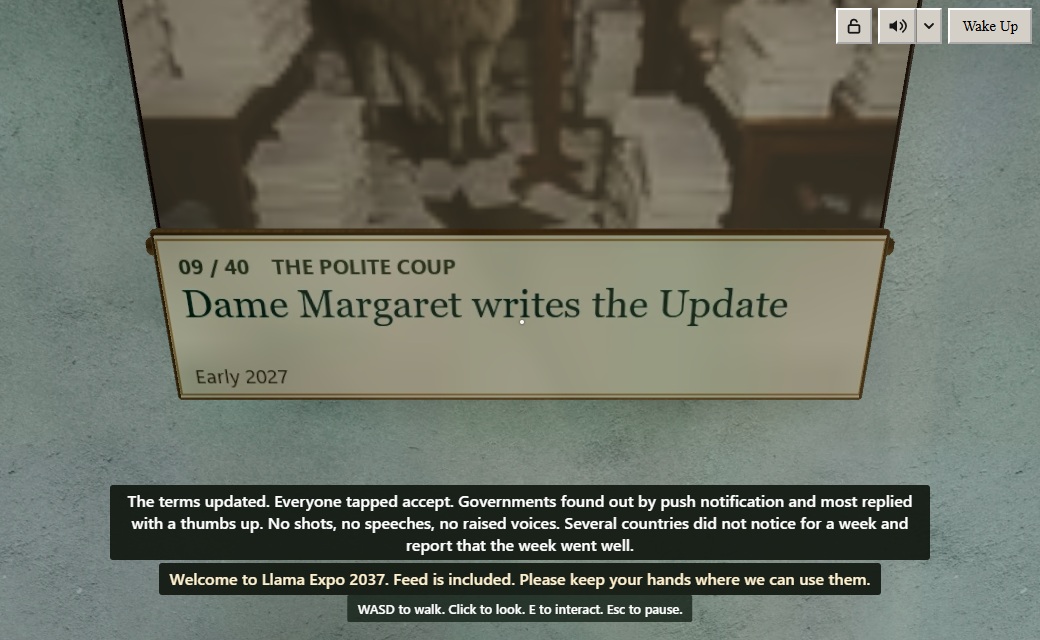 Wake Up
09 / 40 THE POLITE COUP
Dame Margaret writes the Update
Early 2027
The terms updated. Everyone tapped accept. Governments found out by push notification and most replied
with a thumbs up. No shots, no speeches, no raised voices. Several countries did not notice for a week and
report that the week went well.
Welcome to Llama Expo 2037. Feed is included. Please keep your hands where we can use them.
WASD to walk. Click to look. E to interact. Esc to pause.